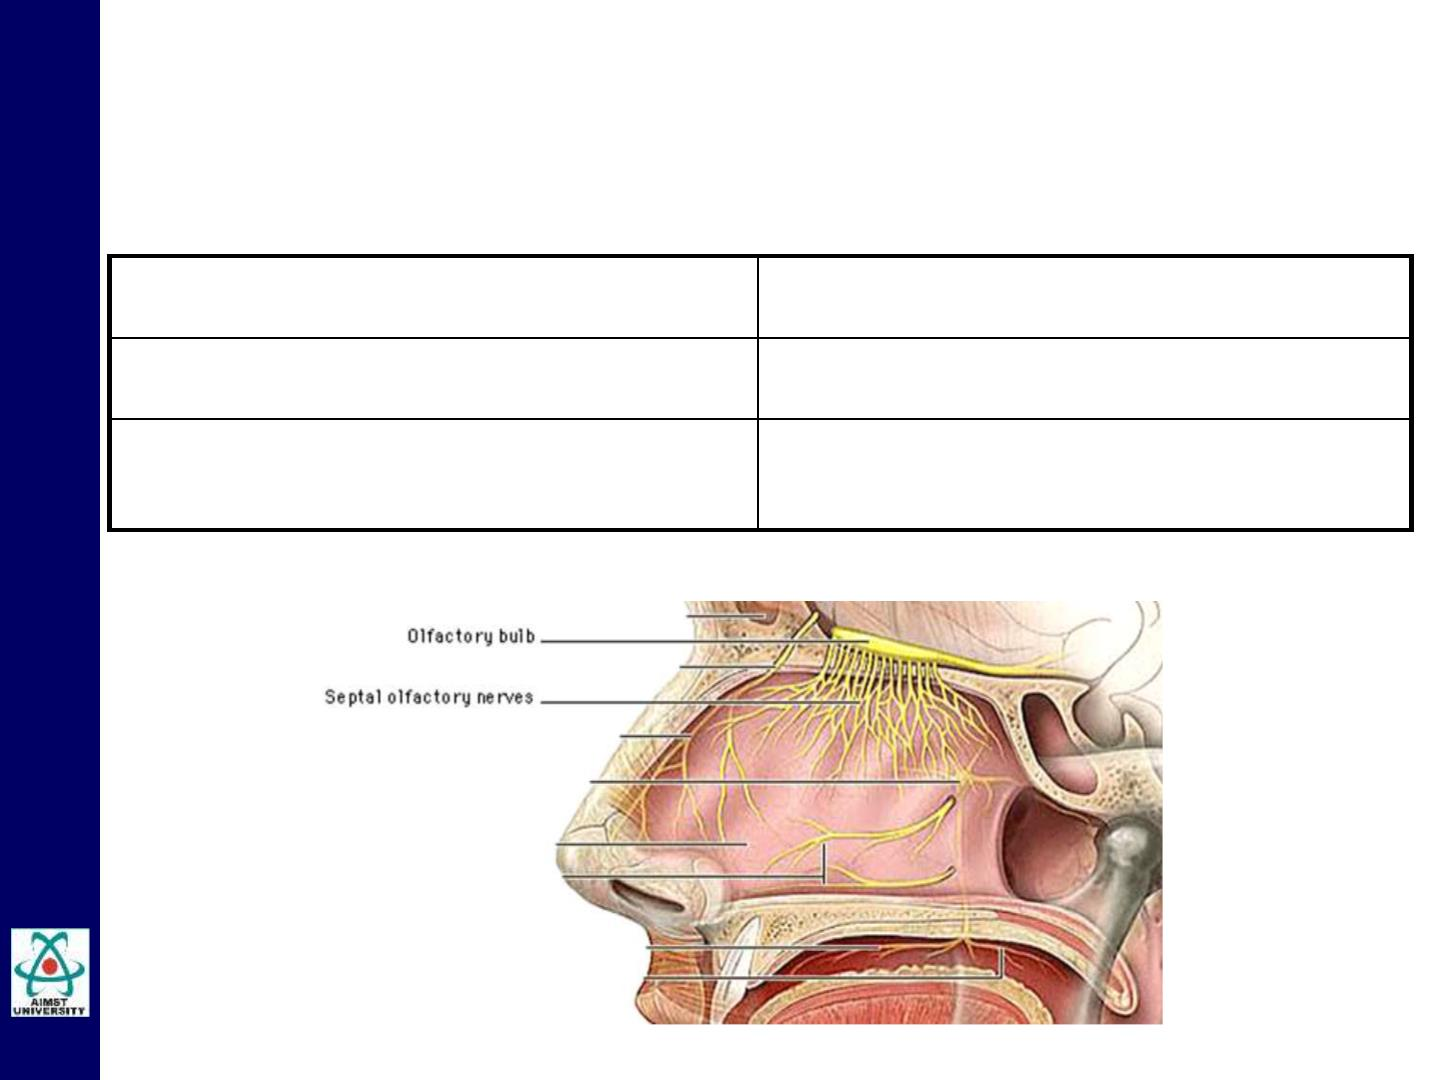 Olfactory bulb
Septal olfactory nerves
AIMST
UNIVERSITY